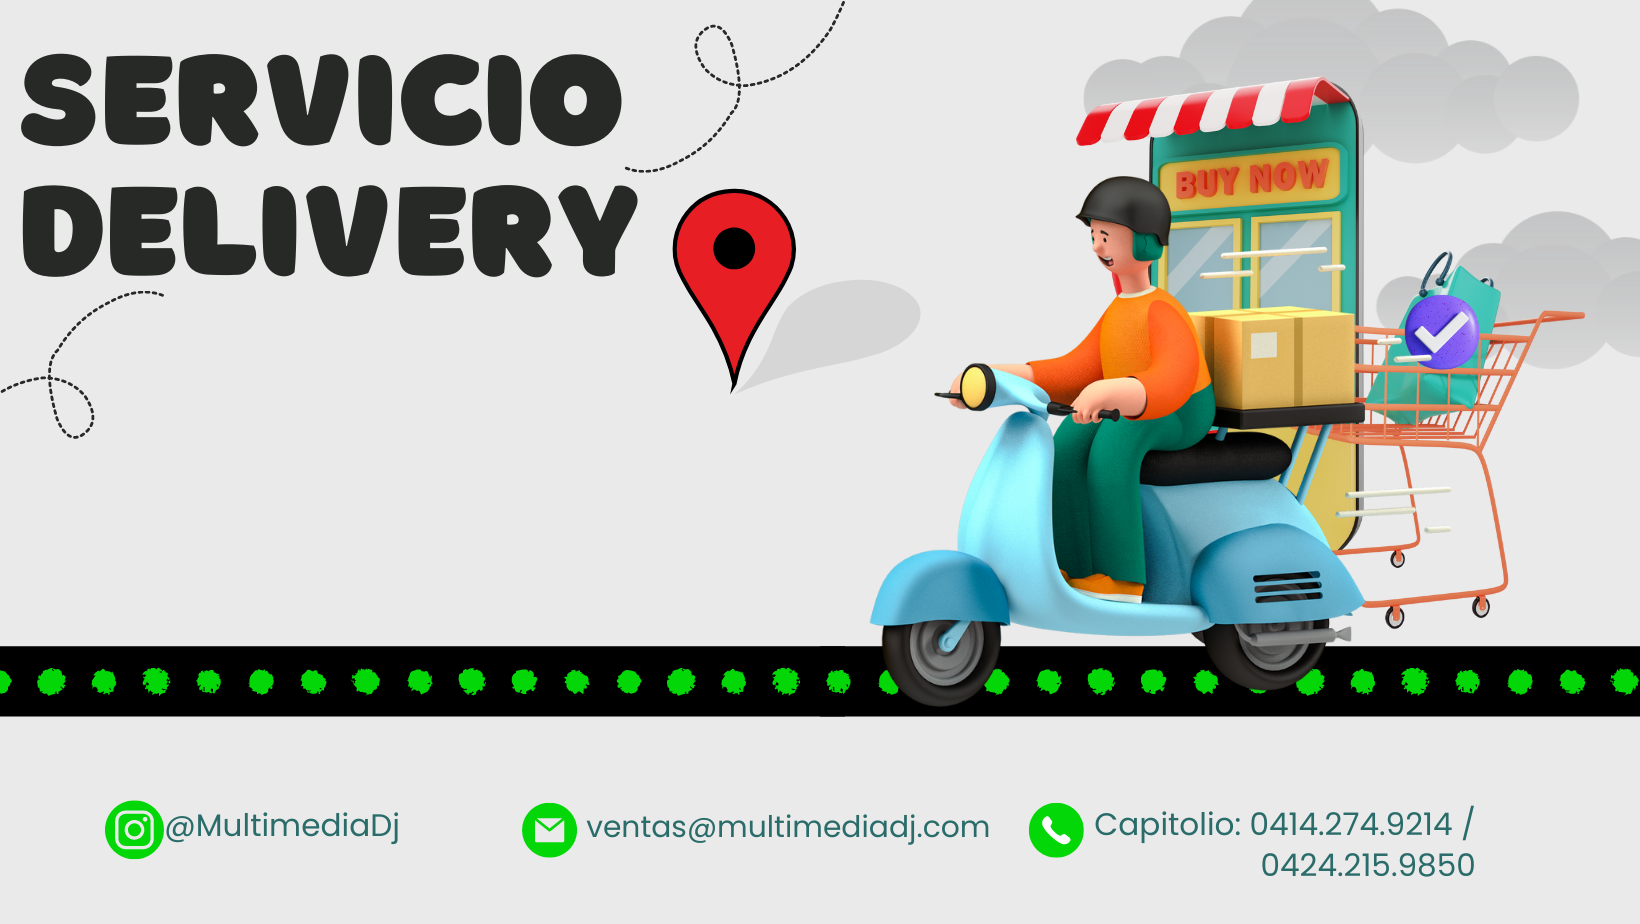 SERVICIO
DELIVERY
BUY NOW
@MultimediaDj
ventas@multimediadj.com
Capitolio: 0414.274.9214 /
0424.215.9850